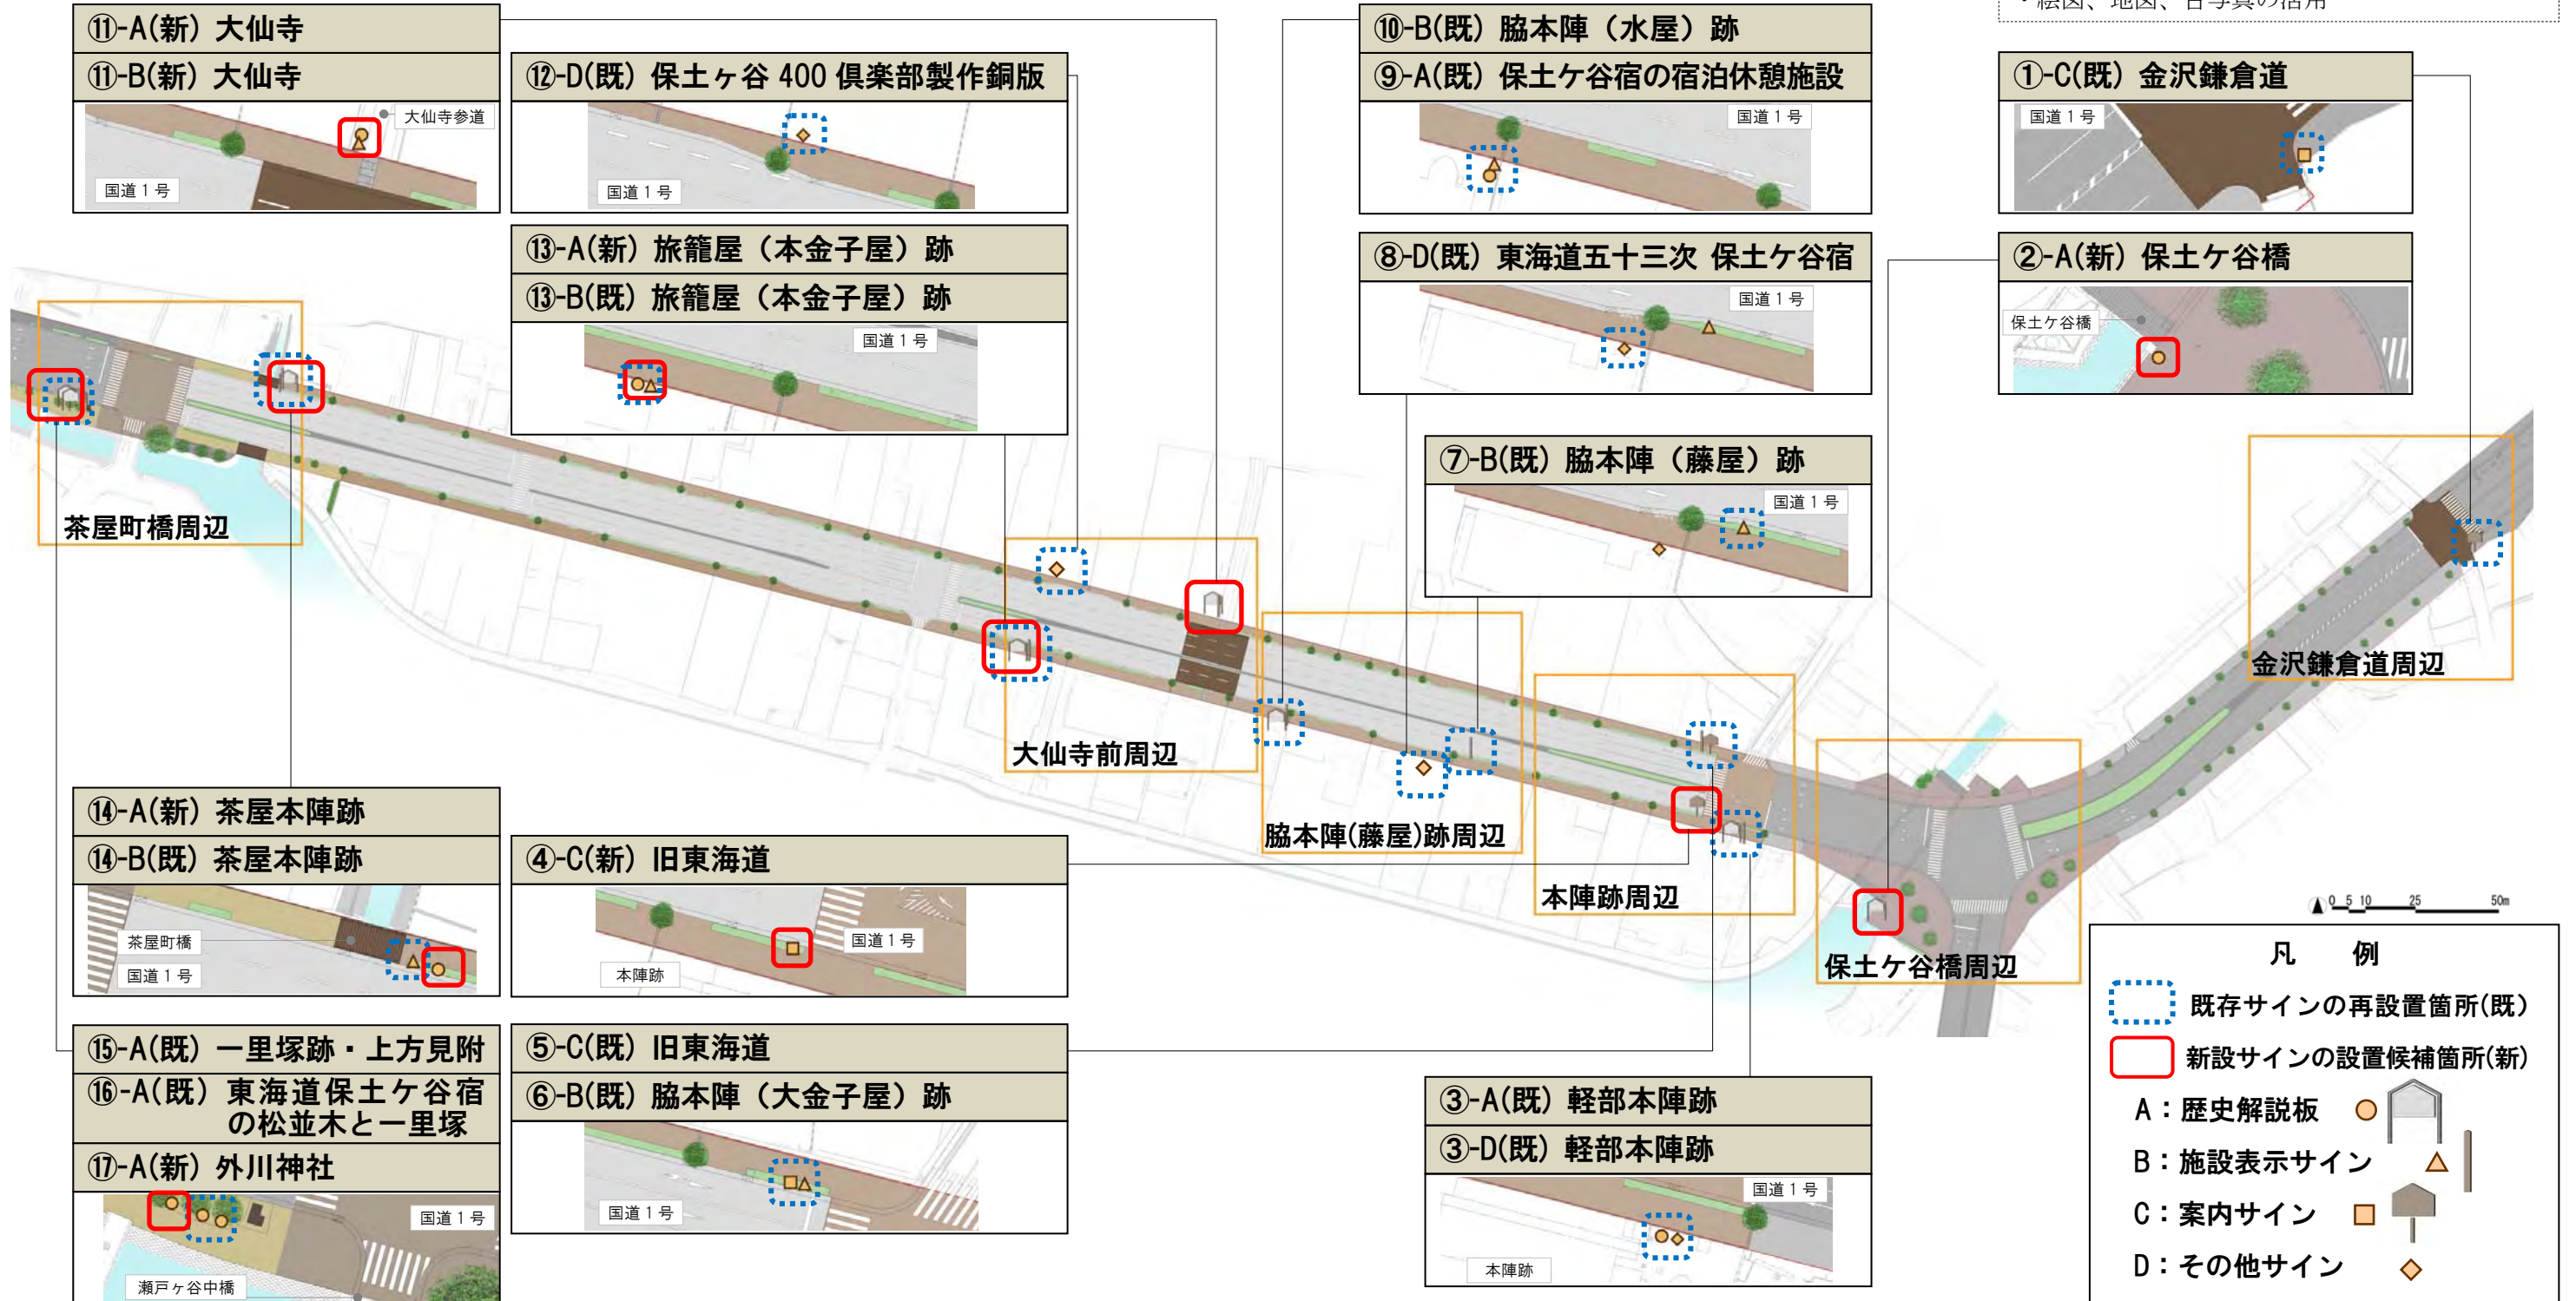 ⑪-A(新) 大仙寺
⑪-B(新) 大仙寺
大仙寺参道
国道1号
⑫-D(既) 保土ヶ谷 400 倶楽部製作銅版
国道1号
⑬-A(新) 旅籠屋（本金子屋）跡
⑬-B(既) 旅籠屋（本金子屋）跡
国道1号
⑩-B(既) 脇本陣（水屋）跡
⑨-A(既) 保土ケ谷宿の宿泊休憩施設
国道1号
⑧-D(既) 東海道五十三次 保土ケ谷宿
国道1号
⑦-B(既) 脇本陣（藤屋）跡
国道1号
・絵図、地図、古写真の活用
①-C(既) 金沢鎌倉道
国道1号
②-A(新) 保土ケ谷橋
保土ケ谷橋
茶屋町橋周辺
大仙寺前周辺
脇本陣(藤屋)跡周辺
本陣跡周辺
保土ケ谷橋周辺
金沢鎌倉道周辺
⑭-A(新) 茶屋本陣跡
⑭-B(既) 茶屋本陣跡
茶屋町橋
国道1号
④-C(新) 旧東海道
国道1号
本陣跡
⑮-A(既) 一里塚跡・上方見附
⑯-A(既) 東海道保土ケ谷宿
の松並木と一里塚
⑰-A(新) 外川神社
国道1号
瀬戸ヶ谷中橋
⑤-C(既) 旧東海道
⑥-B(既) 脇本陣（大金子屋）跡
国道1号
③-A(既) 軽部本陣跡
③-D(既) 軽部本陣跡
国道1号
本陣跡
0 5 10 25 50m
凡 例
既存サインの再設置箇所(既)
新設サインの設置候補箇所(新)
A：歴史解説板
B：施設表示サイン
C：案内サイン
D：その他サイン